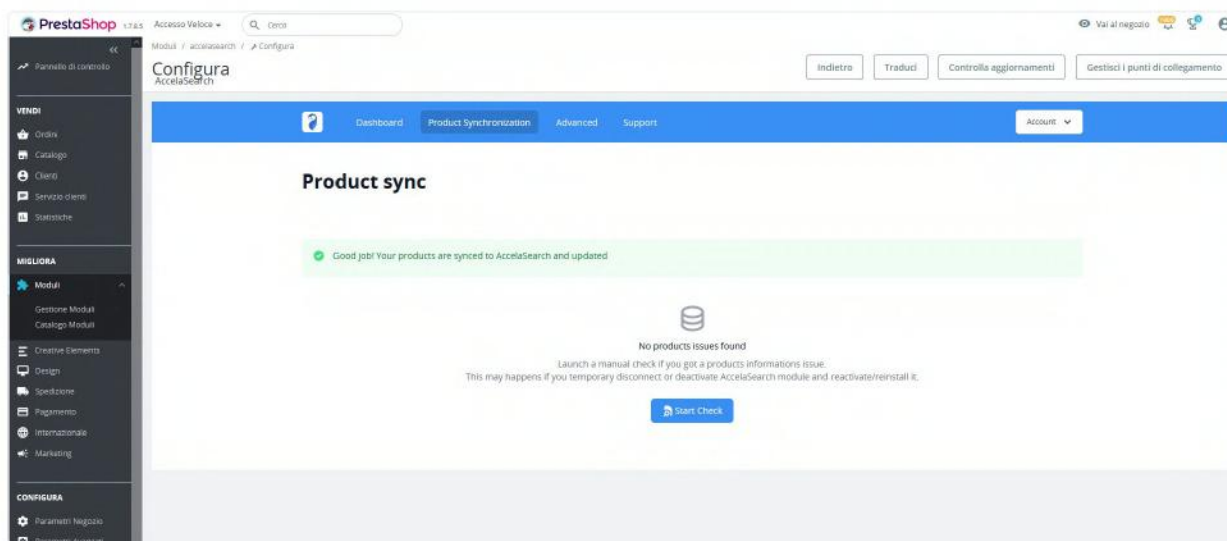 PrestaShop 1.7.8.5 Accesso Veloce Cerca Vai al negozio
Moduli / accelasearch / Configura
Configura
AccelaSearch
Indietro Traduci Controlla aggiornamenti Gestisci i punti di collegamento
Pannello di controllo
VENDI
Ordini
Catalogo
Clienti
Servizio clienti
Statistiche
MIGLIORA
Moduli
Gestione Moduli
Catalogo Moduli
Creative Elements
Design
Spedizione
Pagamento
Internazionale
Marketing
CONFIGURA
Parametri Negozio
Dashboard Product Synchronization Advanced Support Account
Product sync
Good job! Your products are synced to AccelaSearch and updated
No products issues found
Launch a manual check if you got a products informations issue.
This may happens if you temporary disconnect or deactivate AccelaSearch module and reactivate/reinstall it.
Start Check